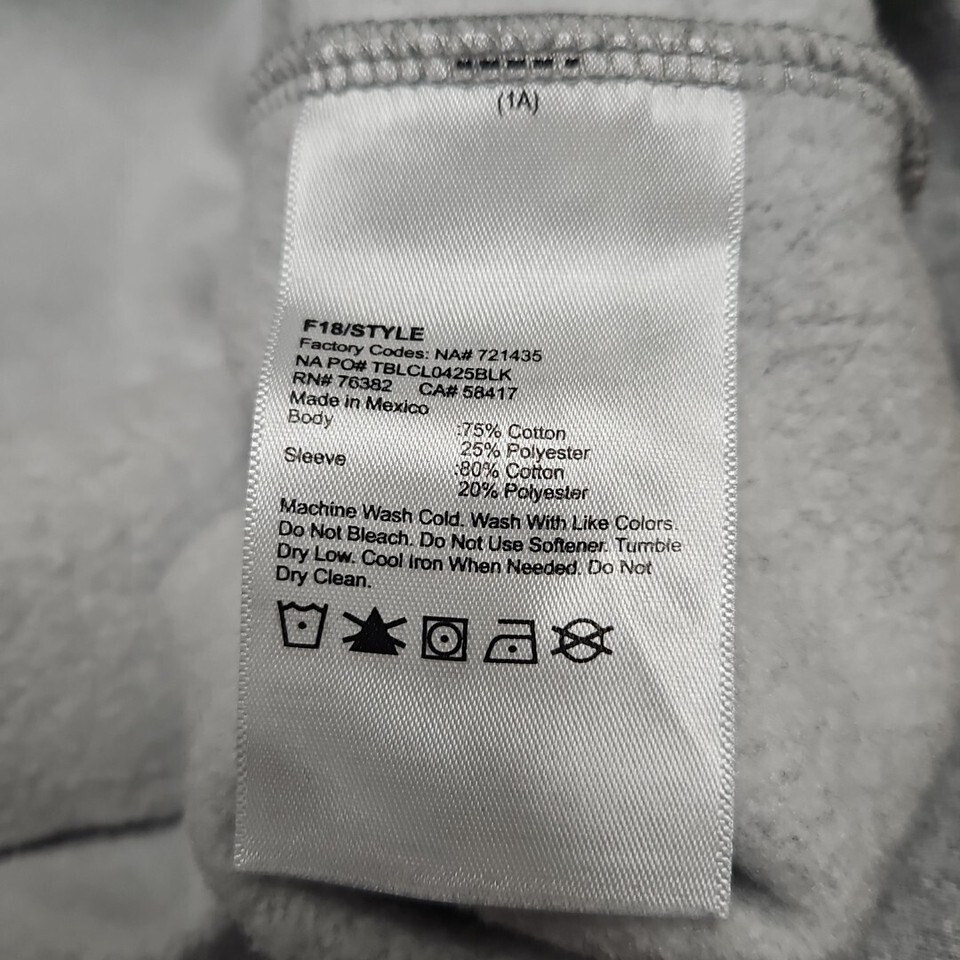 (1A)
F18/STYLE
Factory Codes: NA# 721435
NA PO# TBLCL0425BLK
RN# 76382 CA# 58417
Made in Mexico
Body :75% Cotton
25% Polyester
Sleeve :80% Cotton
20% Polyester
Machine Wash Cold. Wash With Like Colors.
Do Not Bleach. Do Not Use Softener. Tumble
Dry Low. Cool Iron When Needed. Do Not
Dry Clean.